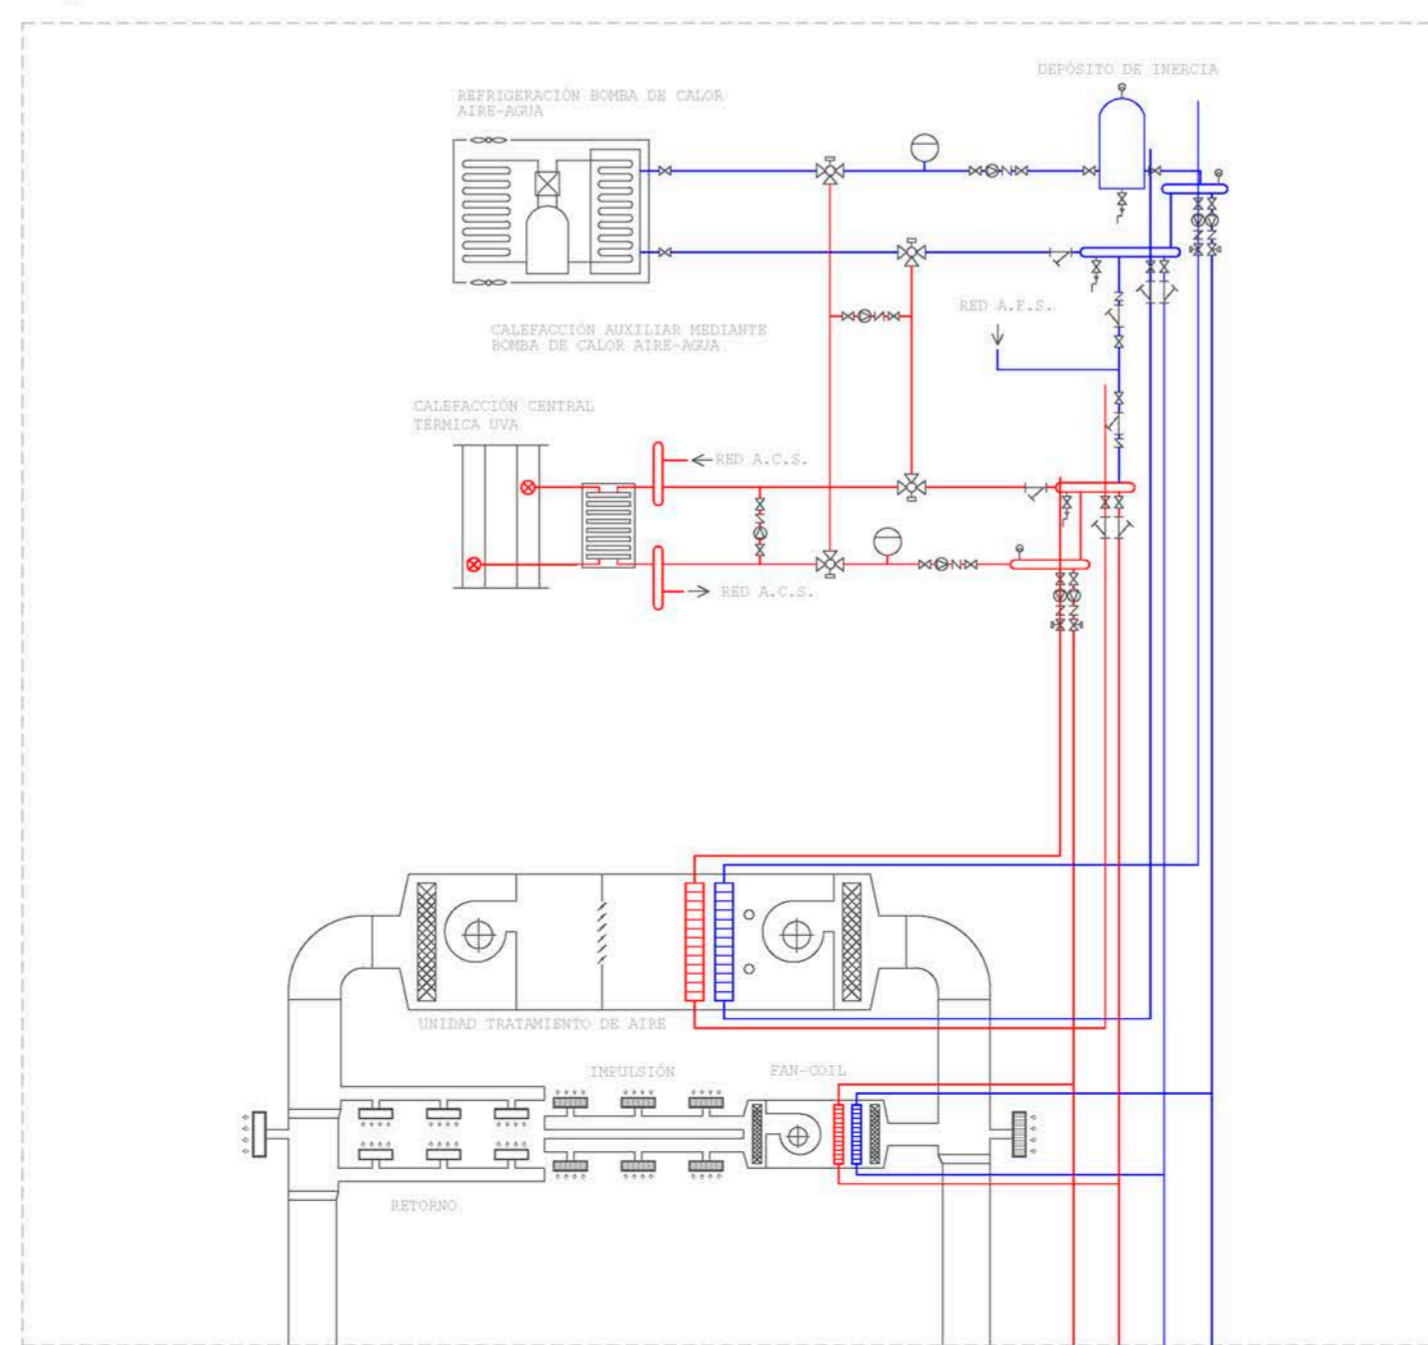 DEPÓSITO DE INERCIA
REFRIGERACIÓN BOMBA DE CALOR
AIRE-AGUA
RED A.F.S.
CALEFACCIÓN AUXILIAR MEDIANTE
BOMBA DE CALOR AIRE-AGUA
CALEFACCIÓN CENTRAL
TÉRMICA UVA
RED A.C.S.
RED A.C.S.
UNIDAD TRATAMIENTO DE AIRE
IMPULSIÓN
FAN-COIL
RETORNO